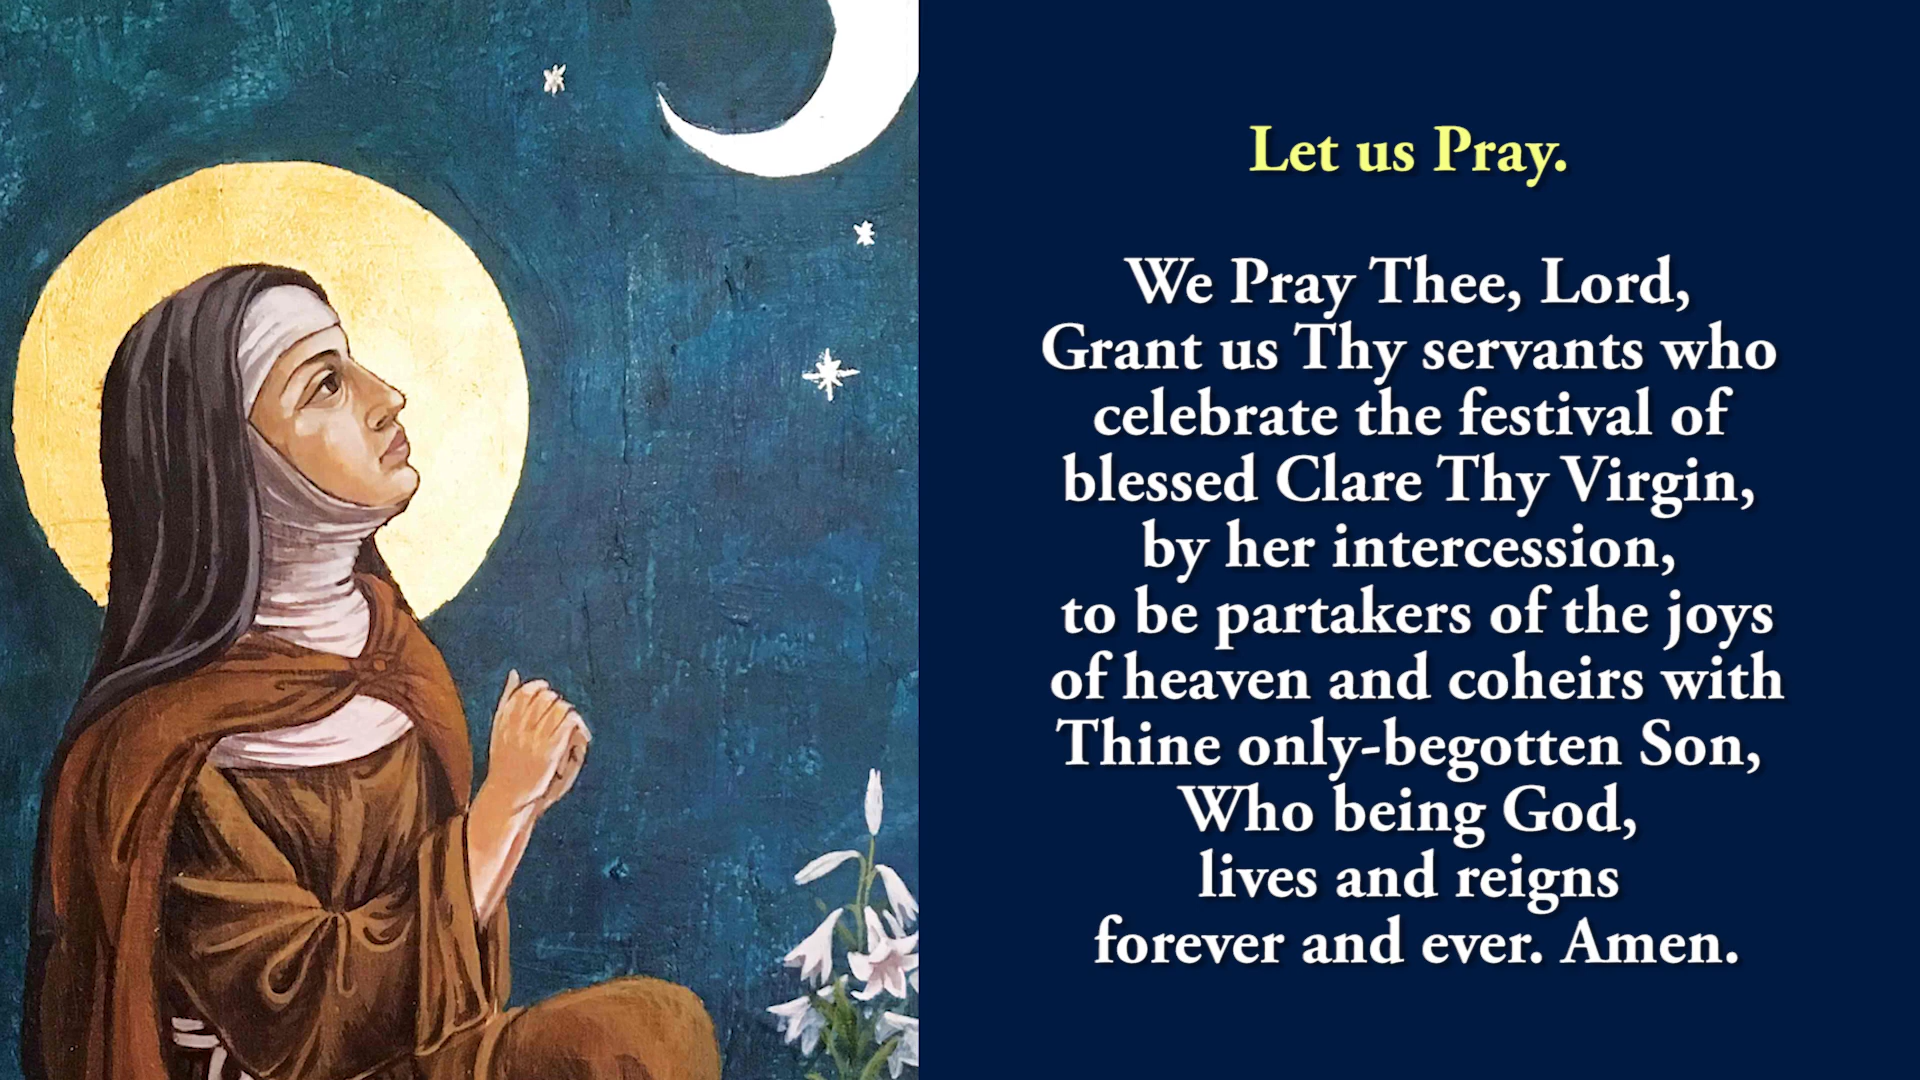 Let us Pray.
We Pray Thee, Lord,
Grant us Thy servants who
celebrate the festival of
blessed Clare Thy Virgin,
by her intercession,
to be partakers of the joys
of heaven and coheirs with
Thine only-begotten Son,
Who being God,
lives and reigns
forever and ever. Amen.